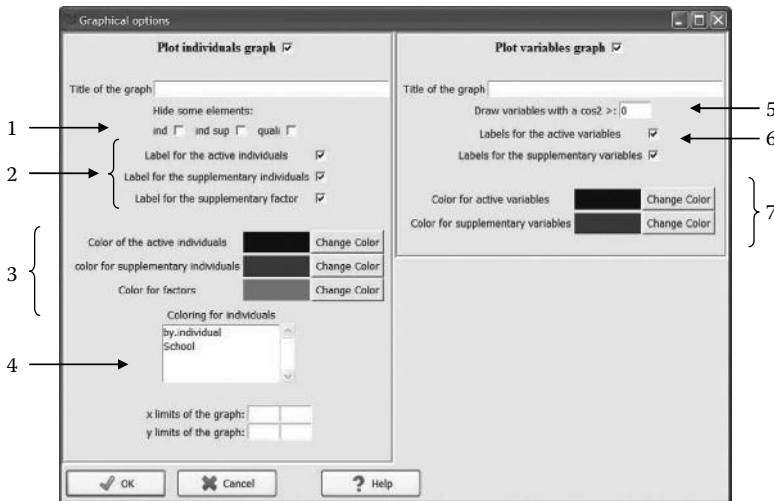 Graphical options
Plot individuals graph
Title of the graph
Hide some elements:
ind ind sup quali
Label for the active individuals
Label for the supplementary individuals
Label for the supplementary factor
Color of the active individuals Change Color
color for supplementary individuals Change Color
Color for factors Change Color
Coloring for individuals
by.individual
School
x limits of the graph:
y limits of the graph:
Plot variables graph
Title of the graph
Draw variables with a cos2 >: 0
Labels for the active variables
Labels for the supplementary variables
Color for active variables Change Color
Color for supplementary variables Change Color
OK Cancel Help
1
2
3
4
5
6
7